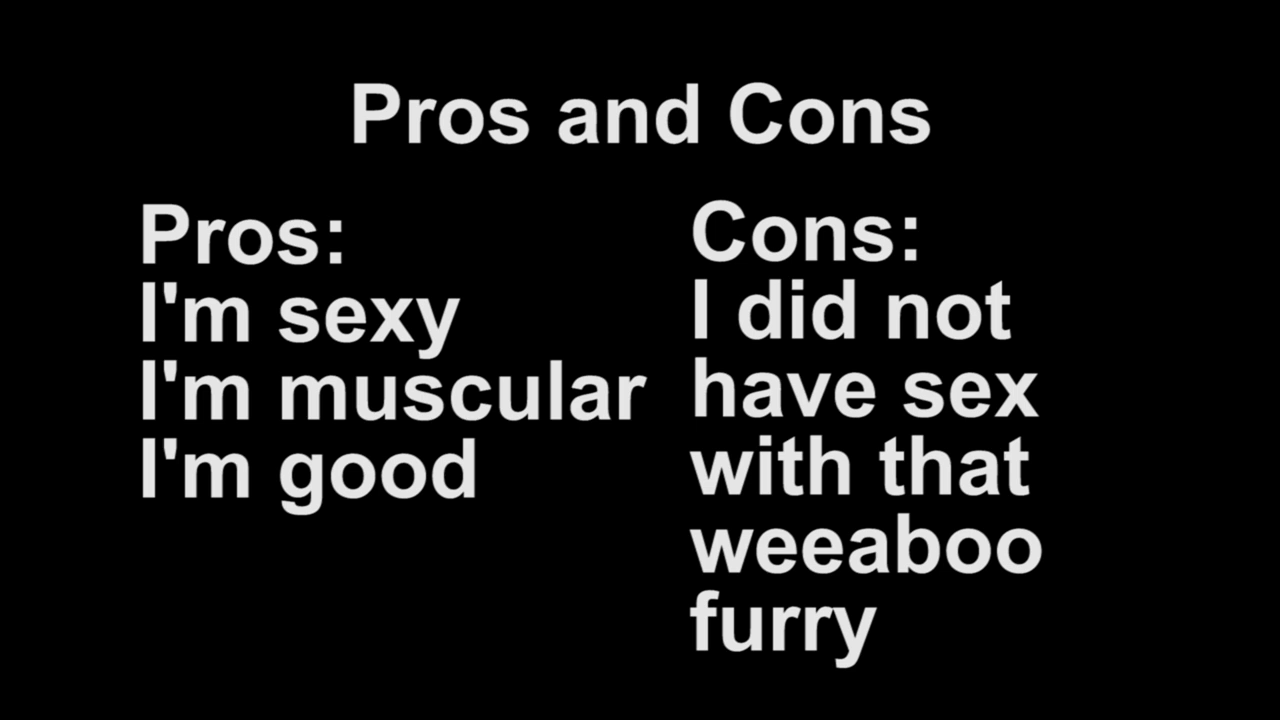 Pros and Cons
Pros:
I'm sexy
I'm muscular
I'm good
Cons:
I did not
have sex
with that
weeaboo
furry